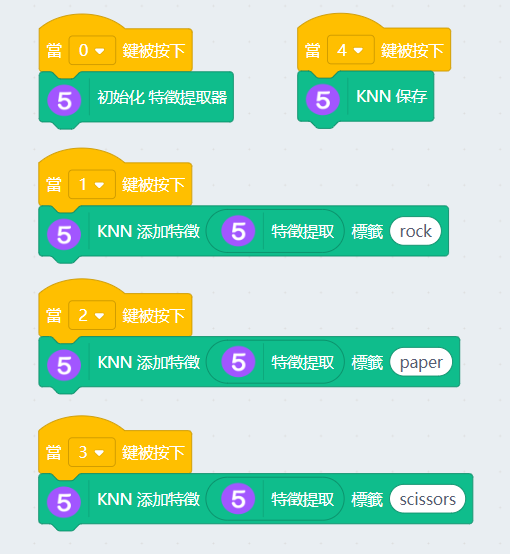 當 0 鍵被按下
5 初始化 特徵提取器
當 4 鍵被按下
5 KNN 保存
當 1 鍵被按下
5 KNN 添加特徵 5 特徵提取 標籤 rock
當 2 鍵被按下
5 KNN 添加特徵 5 特徵提取 標籤 paper
當 3 鍵被按下
5 KNN 添加特徵 5 特徵提取 標籤 scissors